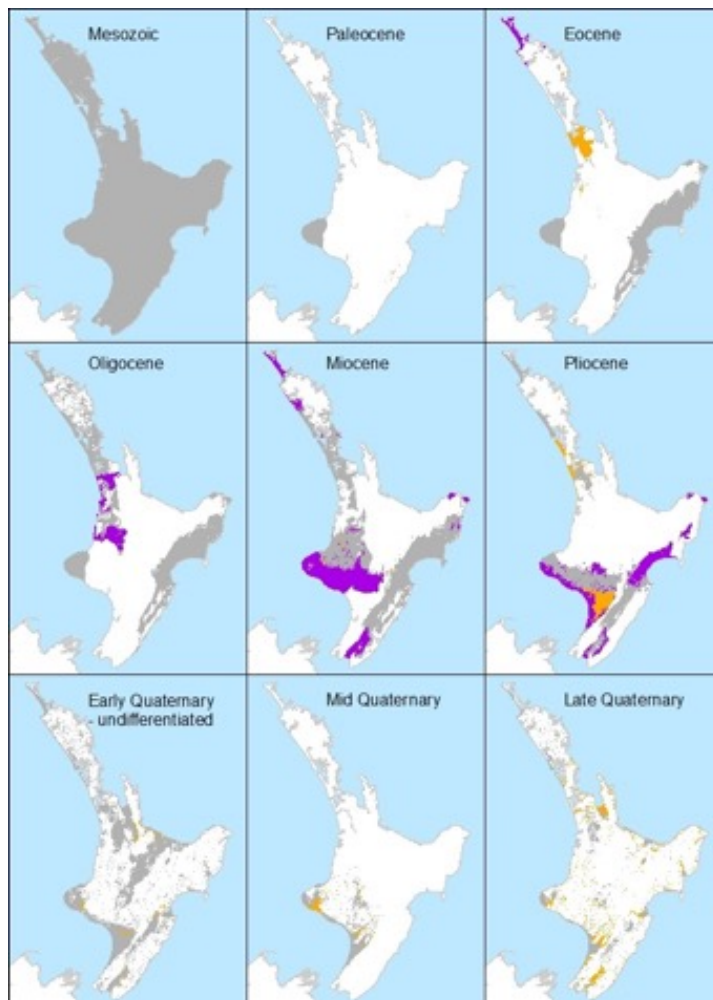 Mesozoic
Paleocene
Eocene
Oligocene
Miocene
Pliocene
Early Quaternary
- undifferentiated
Mid Quaternary
Late Quaternary